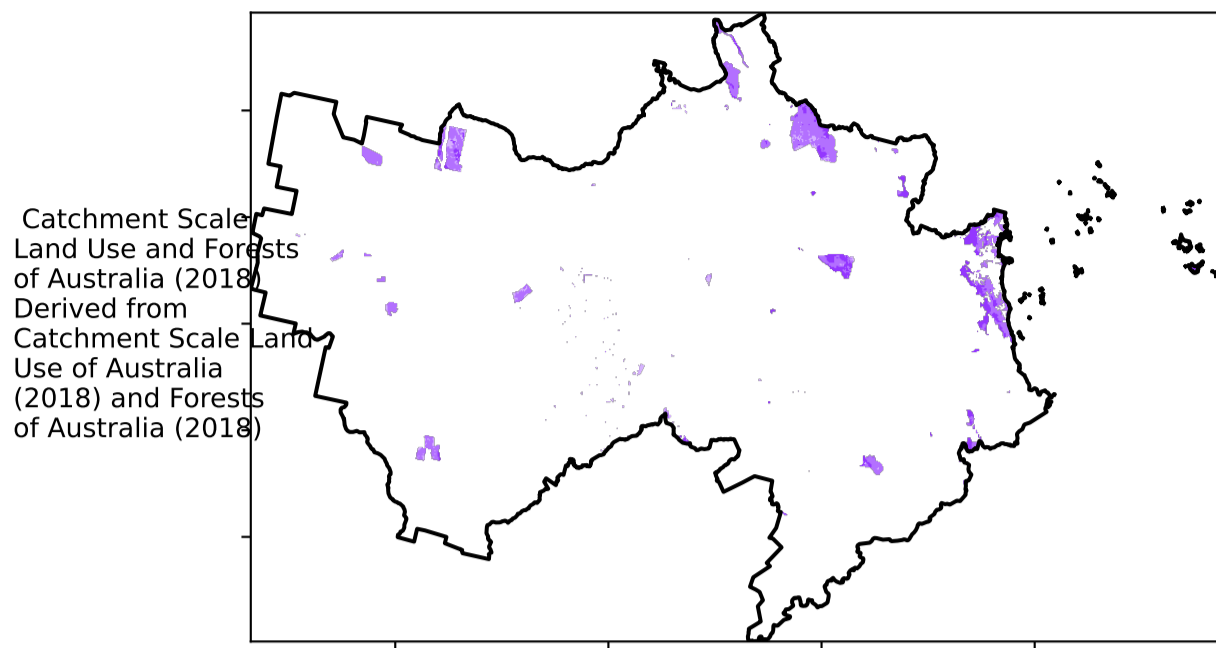 Catchment Scale
Land Use and Forests
of Australia (2018)
Derived from
Catchment Scale Land
Use of Australia
(2018) and Forests
of Australia (2018)